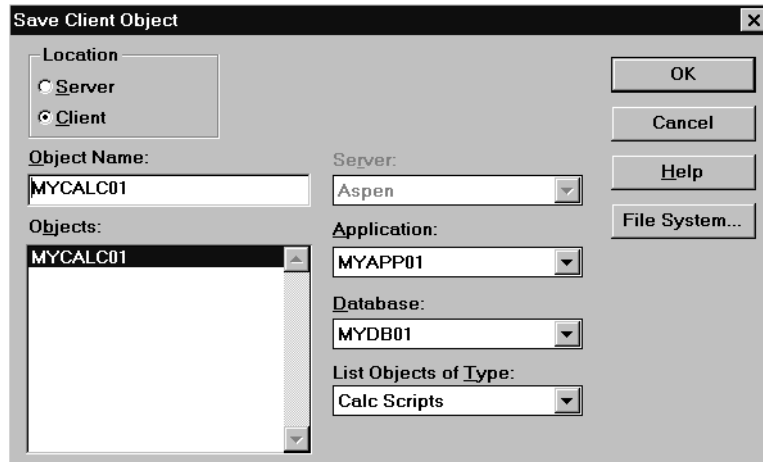 Save Client Object
Location
Server
Client
OK
Cancel
Help
File System...
Object Name:
MYCALC01
Objects:
MYCALC01
Server:
Aspen
Application:
MYAPP01
Database:
MYDB01
List Objects of Type:
Calc Scripts